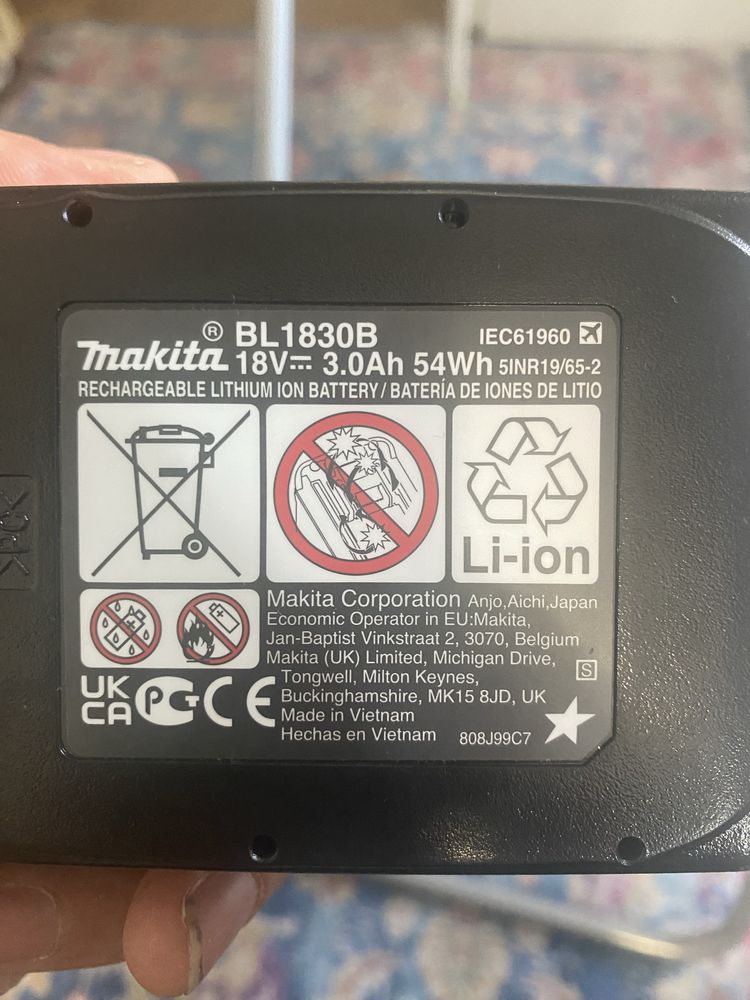 makita® BL1830B IEC61960
18V⎓ 3.0Ah 54Wh 5INR19/65-2
RECHARGEABLE LITHIUM ION BATTERY / BATERÍA DE IONES DE LITIO
Li-ion
Makita Corporation Anjo,Aichi,Japan
Economic Operator in EU:Makita,
Jan-Baptist Vinkstraat 2, 3070, Belgium
Makita (UK) Limited, Michigan Drive,
Tongwell, Milton Keynes,
S
Buckinghamshire, MK15 8JD, UK
Made in Vietnam
Hechas en Vietnam 808J99C7
UK
CA
CE